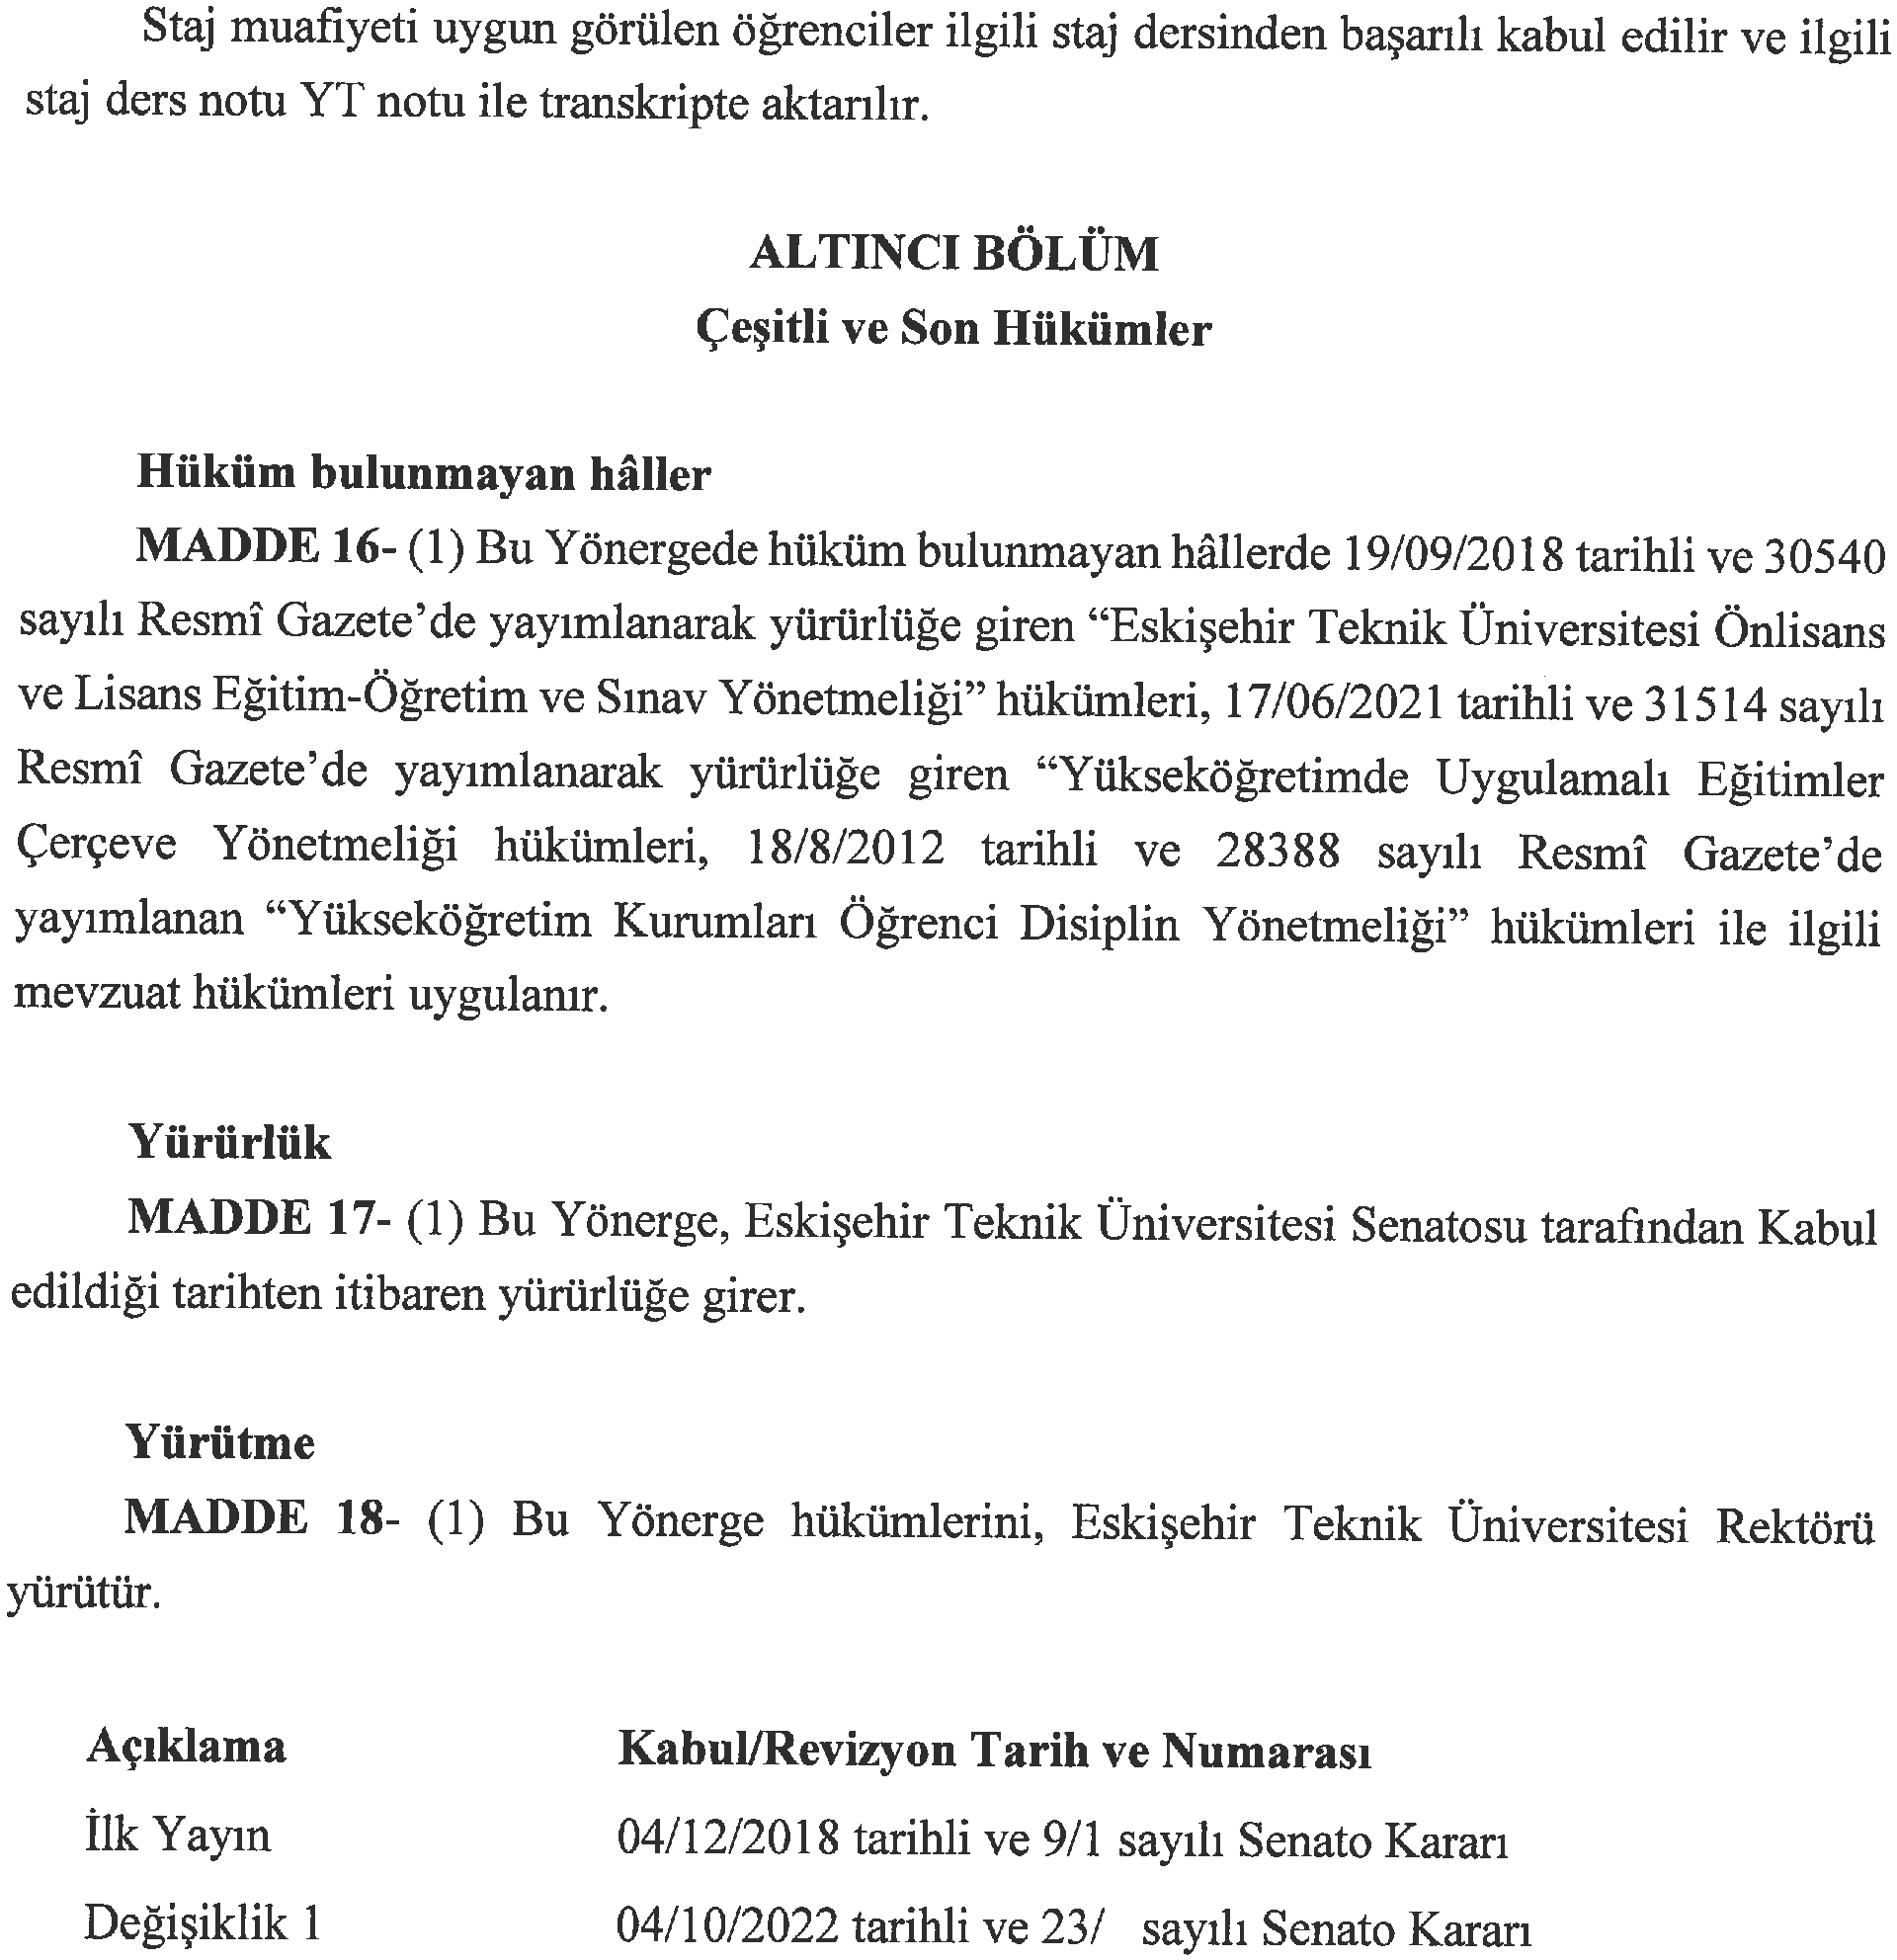 Staj muafiyeti uygun görülen öğrenciler ilgili staj dersinden başarılı kabul edilir ve ilgili
staj ders notu YT notu ile transkripte aktarılır.
ALTINCI BÖLÜM
Çeşitli ve Son Hükümler
Hüküm bulunmayan hâller
MADDE 16- (1) Bu Yönergede hüküm bulunmayan hâllerde 19/09/2018 tarihli ve 30540
sayılı Resmî Gazete'de yayımlanarak yürürlüğe giren “Eskişehir Teknik Üniversitesi Önlisans
ve Lisans Eğitim-Öğretim ve Sınav Yönetmeliği” hükümleri, 17/06/2021 tarihli ve 31514 sayılı
Resmî Gazete'de yayımlanarak yürürlüğe giren “Yükseköğretimde Uygulamalı Eğitimler
Çerçeve Yönetmeliği hükümleri, 18/8/2012 tarihli ve 28388 sayılı Resmî Gazete'de
yayımlanan “Yükseköğretim Kurumları Öğrenci Disiplin Yönetmeliği” hükümleri ile ilgili
mevzuat hükümleri uygulanır.
Yürürlük
MADDE 17- (1) Bu Yönerge, Eskişehir Teknik Üniversitesi Senatosu tarafından Kabul
edildiği tarihten itibaren yürürlüğe girer.
Yürütme
MADDE 18- (1) Bu Yönerge hükümlerini, Eskişehir Teknik Üniversitesi Rektörü
yürütür.
Açıklama Kabul/Revizyon Tarih ve Numarası
İlk Yayın 04/12/2018 tarihli ve 9/1 sayılı Senato Kararı
Değişiklik 1 04/10/2022 tarihli ve 23/ sayılı Senato Kararı